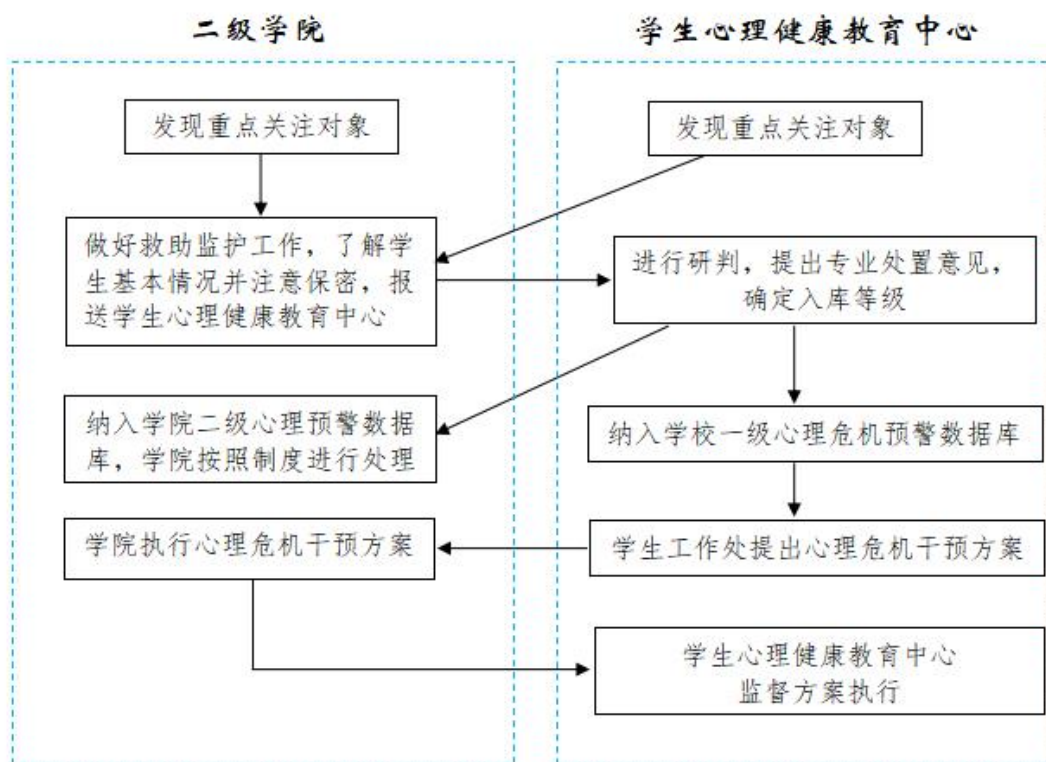 二级学院
学生心理健康教育中心
发现重点关注对象
发现重点关注对象
做好救助监护工作，了解学
生基本情况并注意保密，报
送学生心理健康教育中心
进行研判，提出专业处置意见，
确定入库等级
纳入学院二级心理预警数据
库，学院按照制度进行处理
纳入学校一级心理危机预警数据库
学院执行心理危机干预方案
学生工作处提出心理危机干预方案
学生心理健康教育中心
监督方案执行